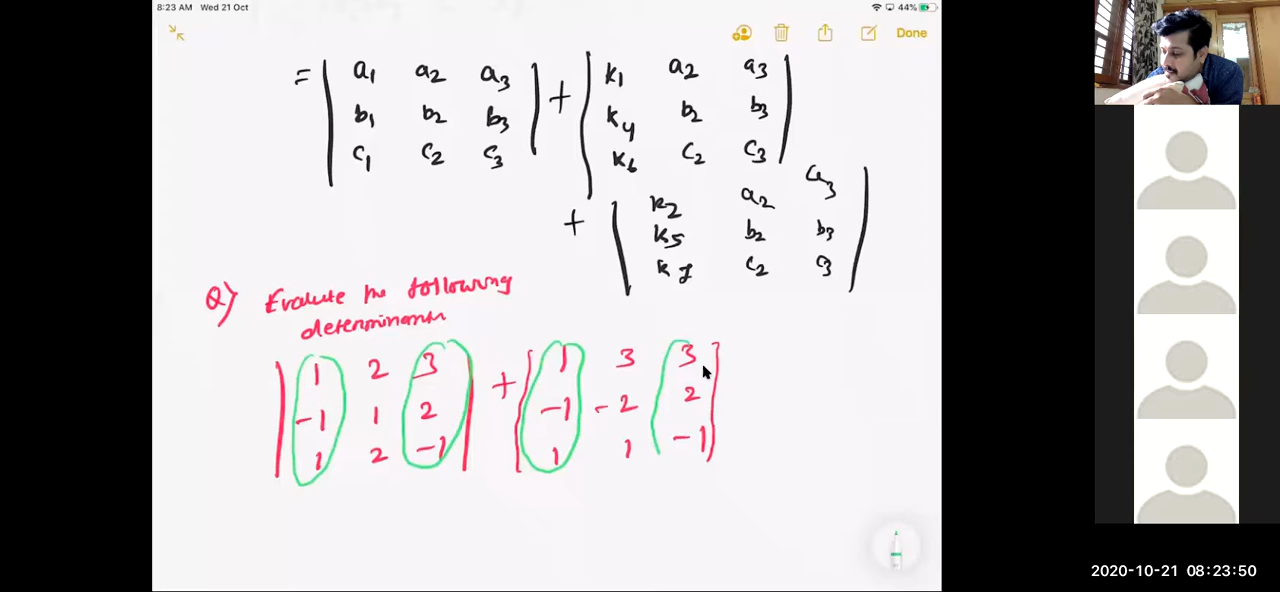 8:23 AM Wed 21 Oct 44%
Done
= | a1 a2 a3 | + | k1 a2 a3 |
| b1 b2 b3 | | k4 b2 b3 |
| c1 c2 c3 | | k6 c2 c3 |
+ | k2 a2 a3 |
| k5 b2 b3 |
| k7 c2 c3 |
Q) Evaluate the following
determinants
| 1 2 3 | + | 1 3 3 |
| -1 1 2 | | -1 -2 2 |
| 1 2 -1 | | 1 1 -1 |
2020-10-21 08:23:50